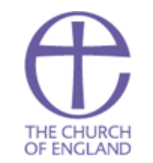 THE CHURCH
OF ENGLAND